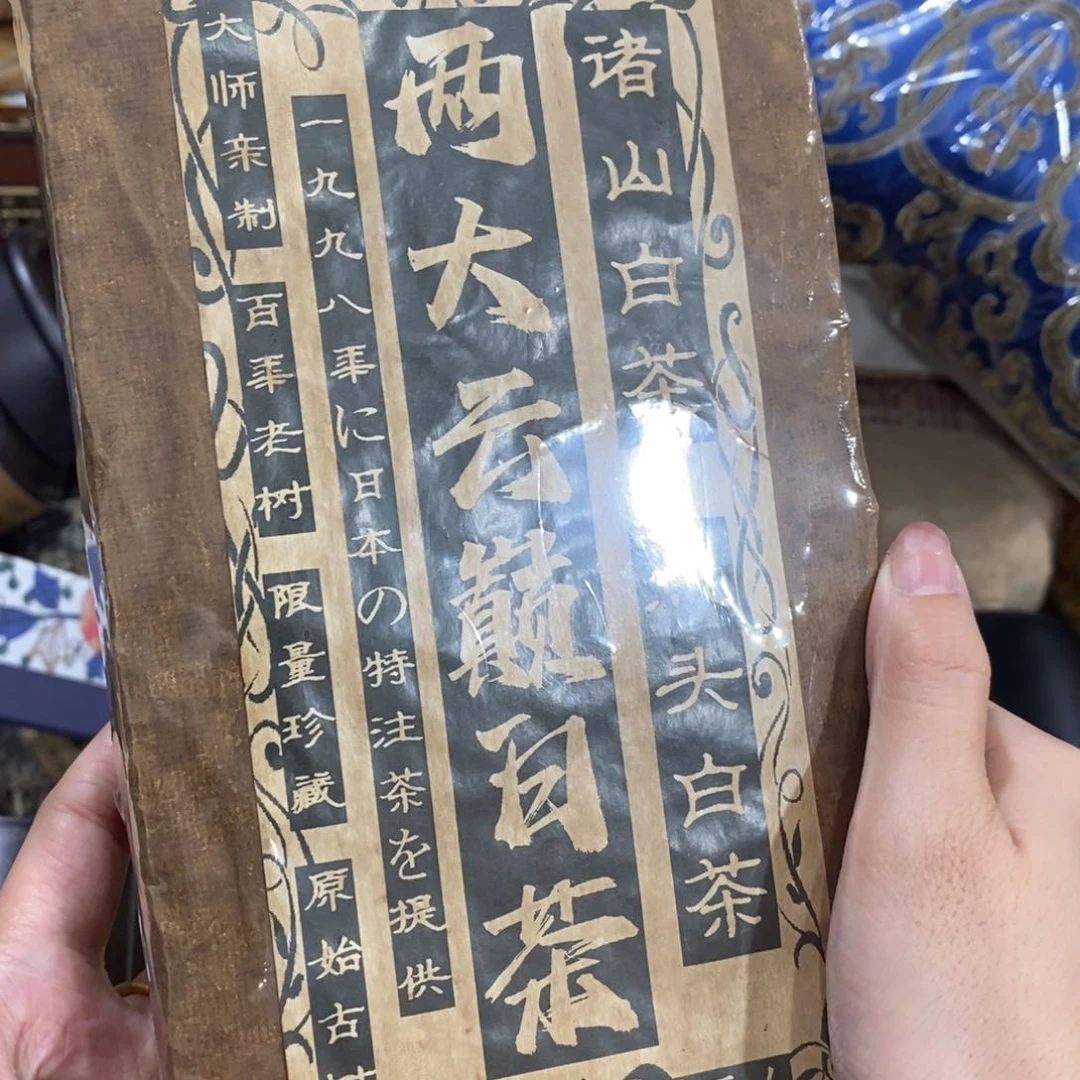 诸山白茶
头白茶
两大云巅白茶
一九九八年に日本の特注茶を提供
大师亲制
百年老树
限量珍藏
原始古